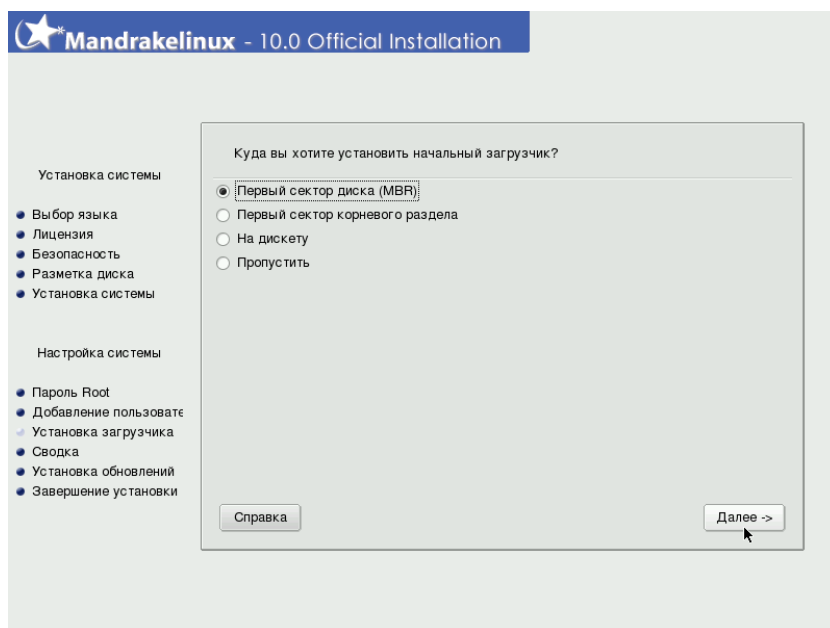 Mandrakelinux - 10.0 Official Installation
Установка системы
Выбор языка
Лицензия
Безопасность
Разметка диска
Установка системы
Настройка системы
Пароль Root
Добавление пользовате
Установка загрузчика
Сводка
Установка обновлений
Завершение установки
Куда вы хотите установить начальный загрузчик?
Первый сектор диска (MBR)
Первый сектор корневого раздела
На дискету
Пропустить
Справка
Далее ->